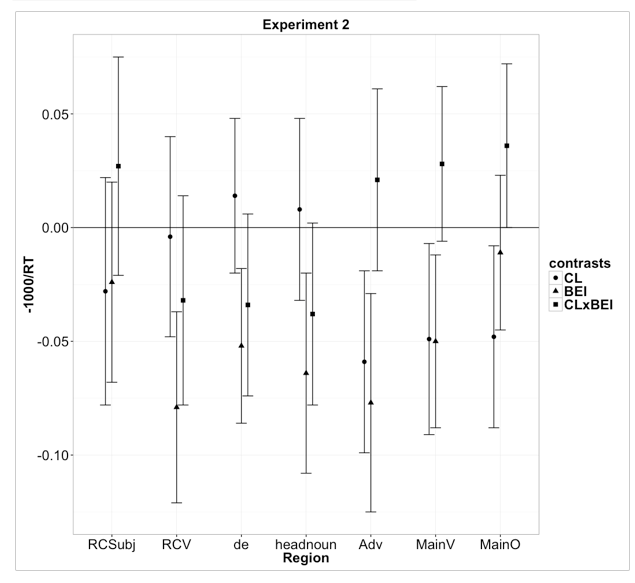 Experiment 2
-1000/RT
0.05
0.00
-0.05
-0.10
RCSubj RCV de headnoun Adv MainV MainO
Region
contrasts
CL
BEI
CLxBEI